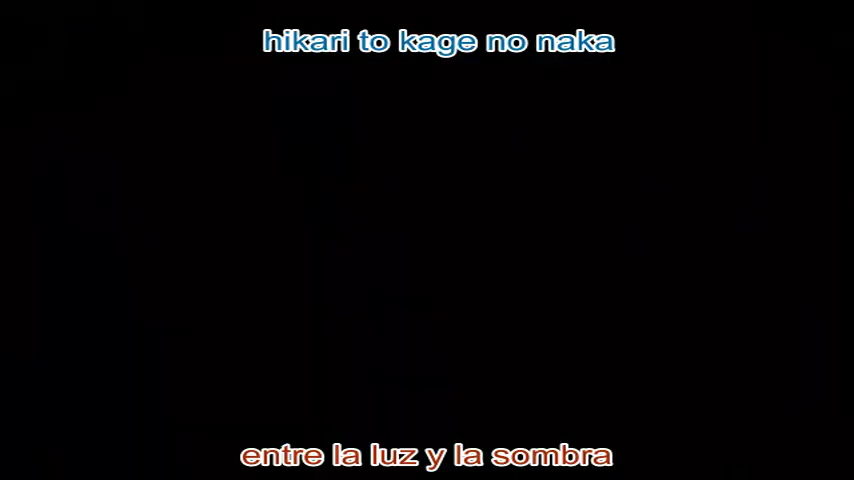 hikari to kage no naka
entre la luz y la sombra